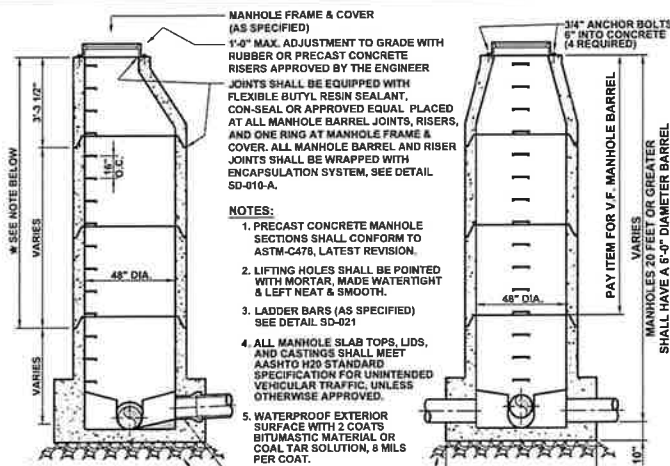 MANHOLE FRAME & COVER
(AS SPECIFIED)
1'-0" MAX. ADJUSTMENT TO GRADE WITH
RUBBER OR PRECAST CONCRETE
RISERS APPROVED BY THE ENGINEER
JOINTS SHALL BE EQUIPPED WITH
FLEXIBLE BUTYL RESIN SEALANT,
CON-SEAL OR APPROVED EQUAL PLACED
AT ALL MANHOLE BARREL JOINTS, RISERS,
AND ONE RING AT MANHOLE FRAME &
COVER. ALL MANHOLE BARREL AND RISER
JOINTS SHALL BE WRAPPED WITH
ENCAPSULATION SYSTEM, SEE DETAIL
SD-010-A.
NOTES:
1. PRECAST CONCRETE MANHOLE
SECTIONS SHALL CONFORM TO
ASTM-C478, LATEST REVISION.
2. LIFTING HOLES SHALL BE POINTED
WITH MORTAR, MADE WATERTIGHT
& LEFT NEAT & SMOOTH.
3. LADDER BARS (AS SPECIFIED)
SEE DETAIL SD-021
4. ALL MANHOLE SLAB TOPS, LIDS,
AND CASTINGS SHALL MEET
AASHTO H20 STANDARD
SPECIFICATION FOR UNINTENDED
VEHICULAR TRAFFIC, UNLESS
OTHERWISE APPROVED.
5. WATERPROOF EXTERIOR
SURFACE WITH 2 COATS
BITUMASTIC MATERIAL OR
COAL TAR SOLUTION, 8 MILS
PER COAT.
★ SEE NOTE BELOW
3'-3 1/2"
VARIES
VARIES
16"
O.C.
48" DIA.
3/4" ANCHOR BOLTS
6" INTO CONCRETE
(4 REQUIRED)
48" DIA.
PAY ITEM FOR V.F. MANHOLE BARREL
VARIES
MANHOLES 20 FEET OR GREATER
SHALL HAVE A 5'-0" DIAMETER BARREL
10"